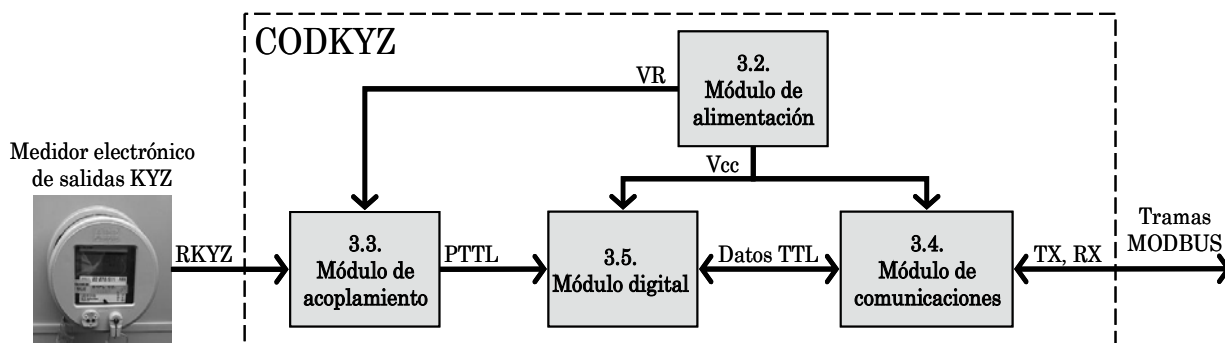 CODKYZ
3.2.
Módulo de
alimentación
VR
Vcc
Medidor electrónico
de salidas KYZ
RKYZ
3.3.
Módulo de
acoplamiento
PTTL
3.5.
Módulo digital
Datos TTL
3.4.
Módulo de
comunicaciones
TX, RX
Tramas
MODBUS